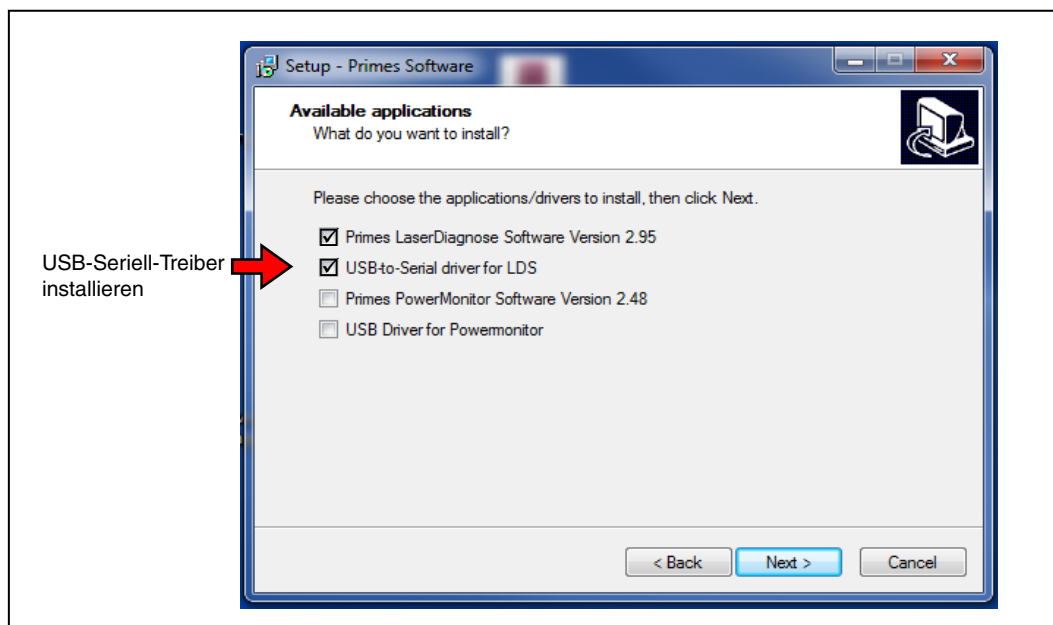 Setup - Primes Software
Available applications
What do you want to install?
Please choose the applications/drivers to install, then click Next.
Primes LaserDiagnose Software Version 2.95
USB-Seriell-Treiber
installieren
USB-to-Serial driver for LDS
Primes PowerMonitor Software Version 2.48
USB Driver for Powermonitor
< Back
Next >
Cancel